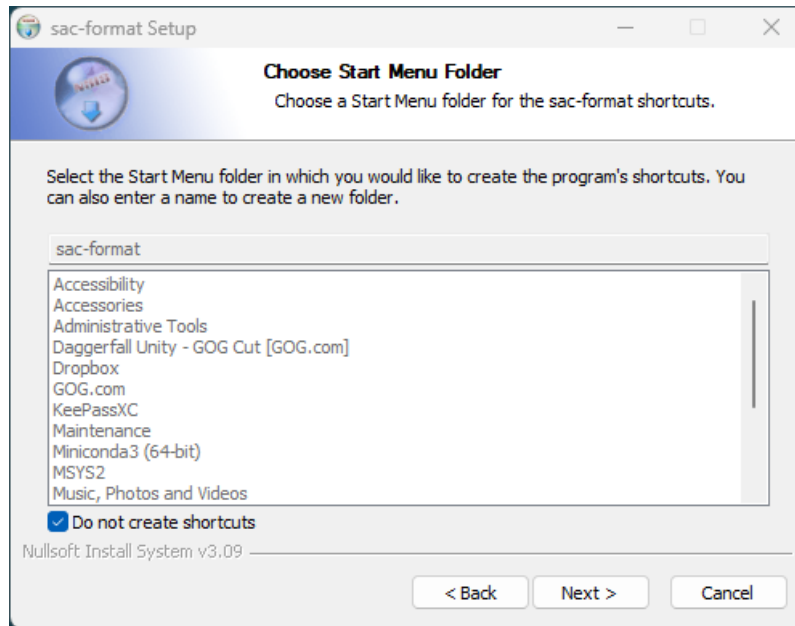 sac-format Setup
Choose Start Menu Folder
Choose a Start Menu folder for the sac-format shortcuts.
Select the Start Menu folder in which you would like to create the program's shortcuts. You
can also enter a name to create a new folder.
sac-format
Accessibility
Accessories
Administrative Tools
Daggerfall Unity - GOG Cut [GOG.com]
Dropbox
GOG.com
KeePassXC
Maintenance
Miniconda3 (64-bit)
MSYS2
Music, Photos and Videos
Do not create shortcuts
Nullsoft Install System v3.09
< Back
Next >
Cancel